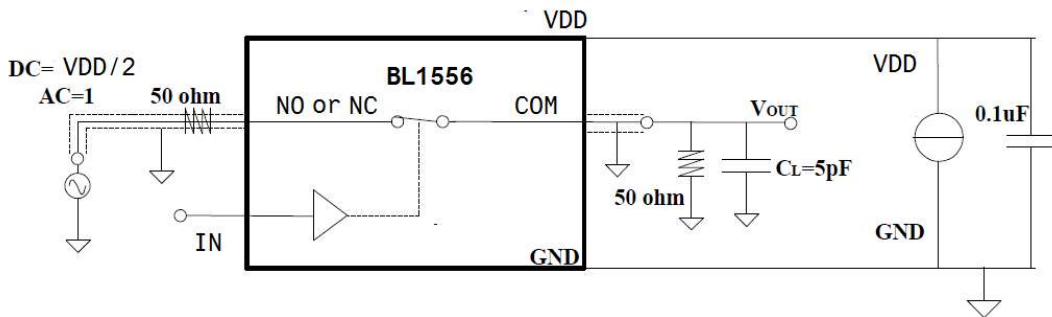 VDD
DC= VDD/2
AC=1
50 ohm
BL1556
NO or NC
COM
VOUT
CL=5pF
50 ohm
VDD
0.1uF
IN
GND
GND